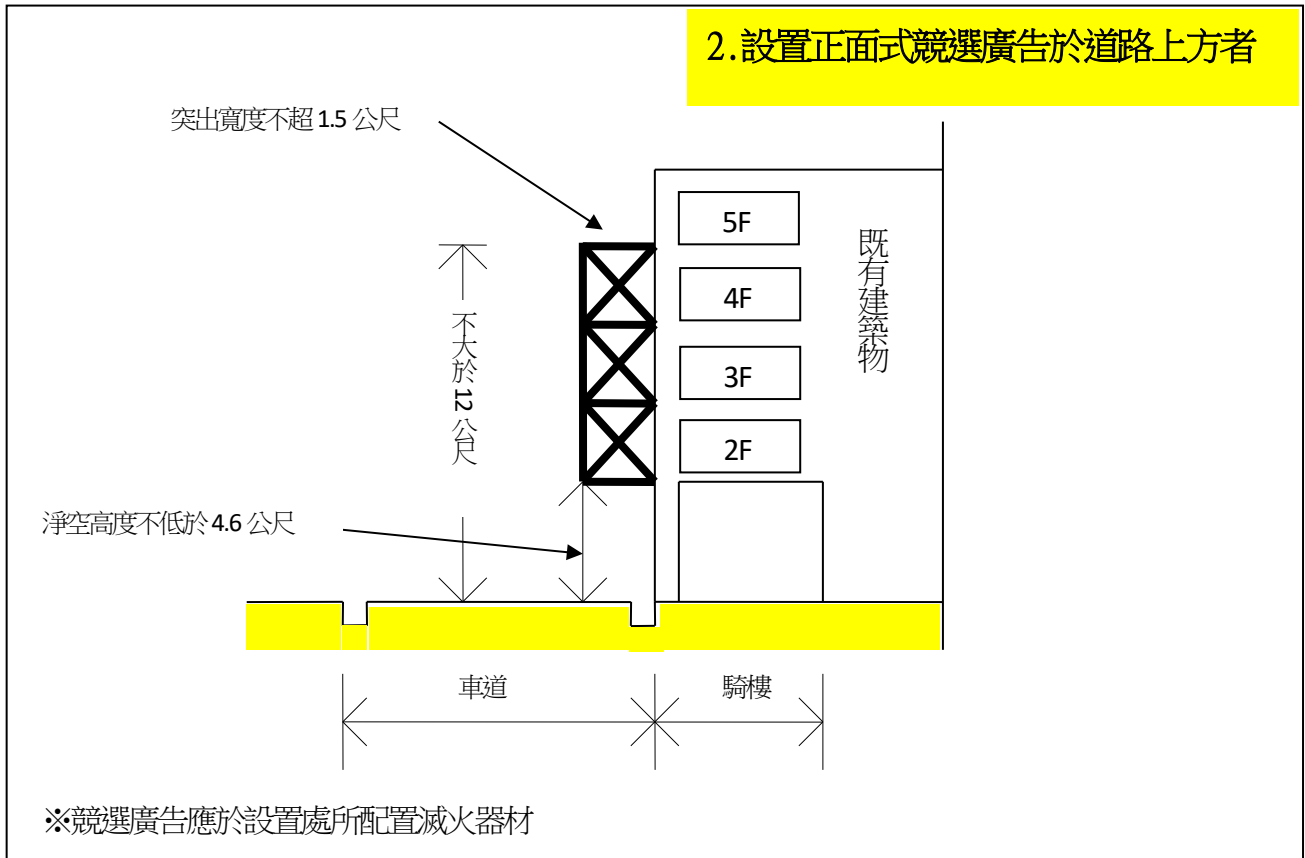 2.設置正面式競選廣告於道路上方者
突出寬度不超 1.5 公尺
5F
既有建築物
4F
不大於 12 公尺
3F
2F
淨空高度不低於 4.6 公尺
車道
騎樓
※競選廣告應於設置處所配置滅火器材